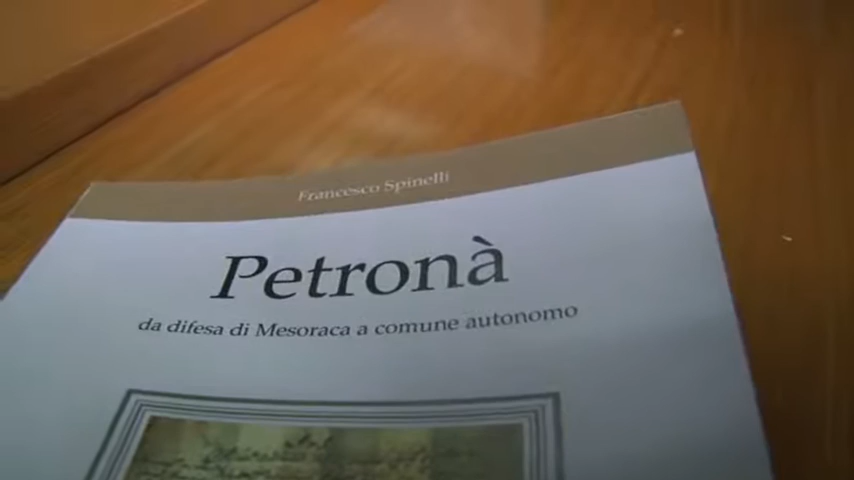 Francesco Spinelli
Petronà
da difesa di Mesoraca a comune autonomo